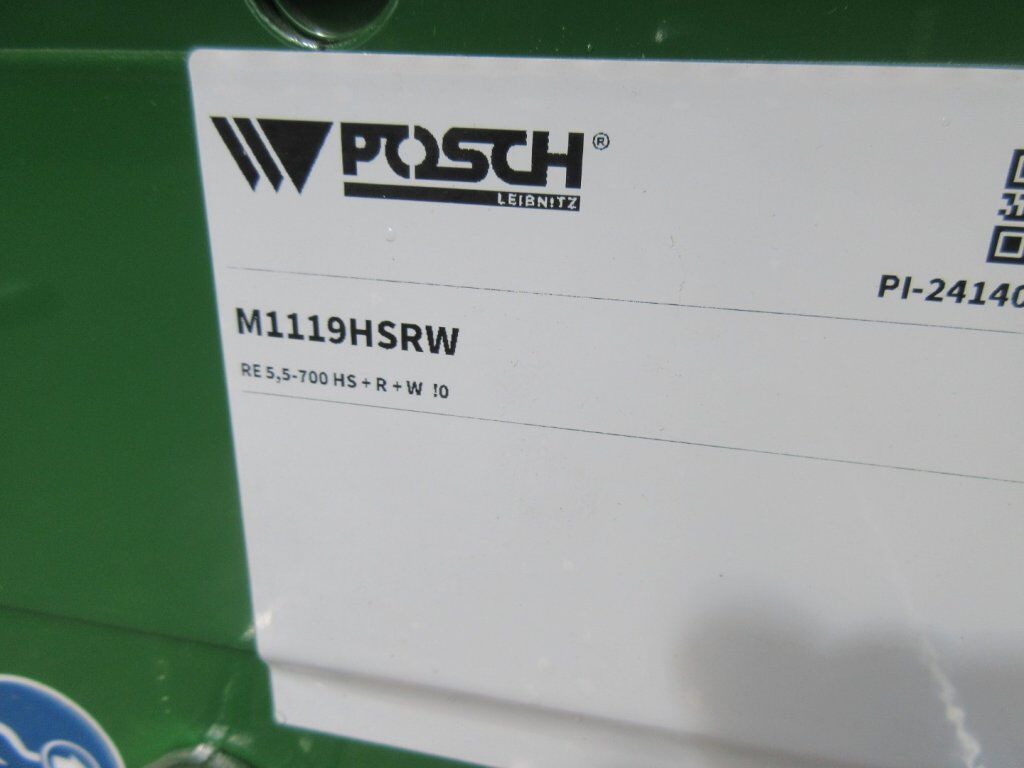 POSCH ®
LEIBNITZ
PI-24140
M1119HSRW
RE 5,5-700 HS + R + W !0